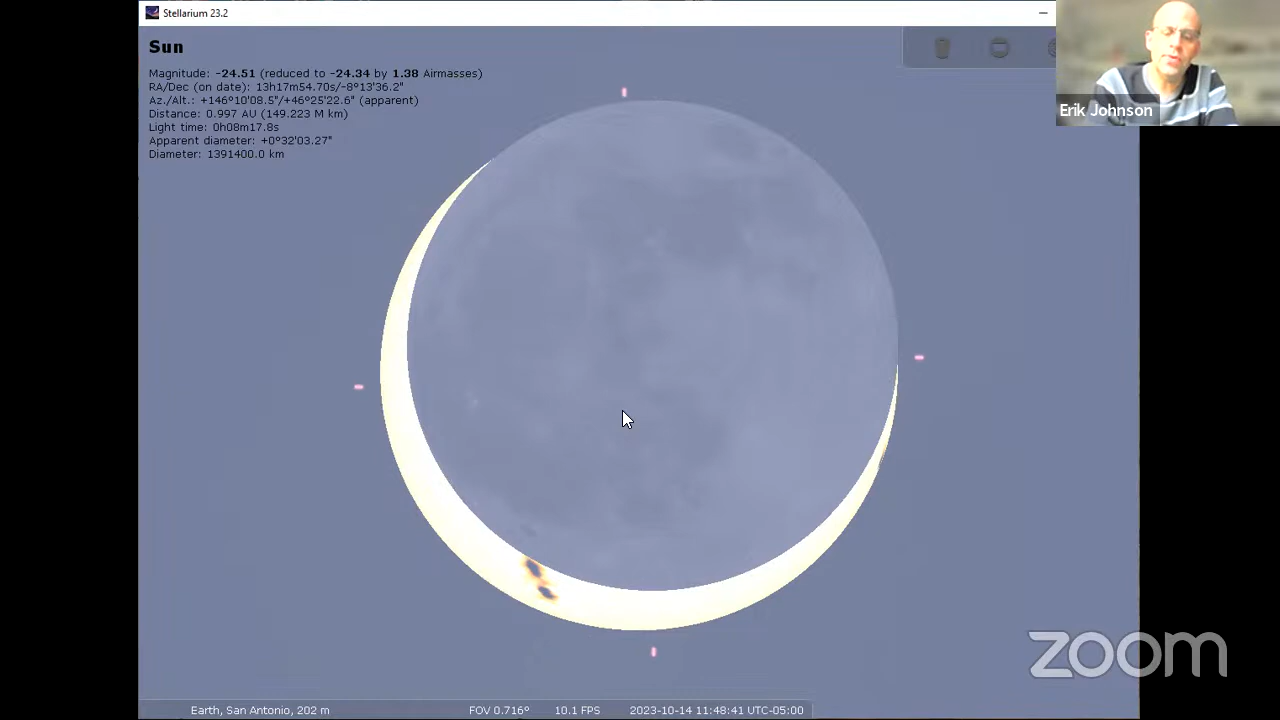 Stellarium 23.2
Sun
Magnitude: -24.51 (reduced to -24.34 by 1.38 Airmasses)
RA/Dec (on date): 13h17m54.70s/-8°13'36.2"
Az./Alt.: +146°10'08.5"/+46°25'22.6" (apparent)
Distance: 0.997 AU (149.223 M km)
Light time: 0h08m17.8s
Apparent diameter: +0°32'03.27"
Diameter: 1391400.0 km
Erik Johnson
zoom
Earth, San Antonio, 202 m FOV 0.716° 10.1 FPS 2023-10-14 11:48:41 UTC-05:00